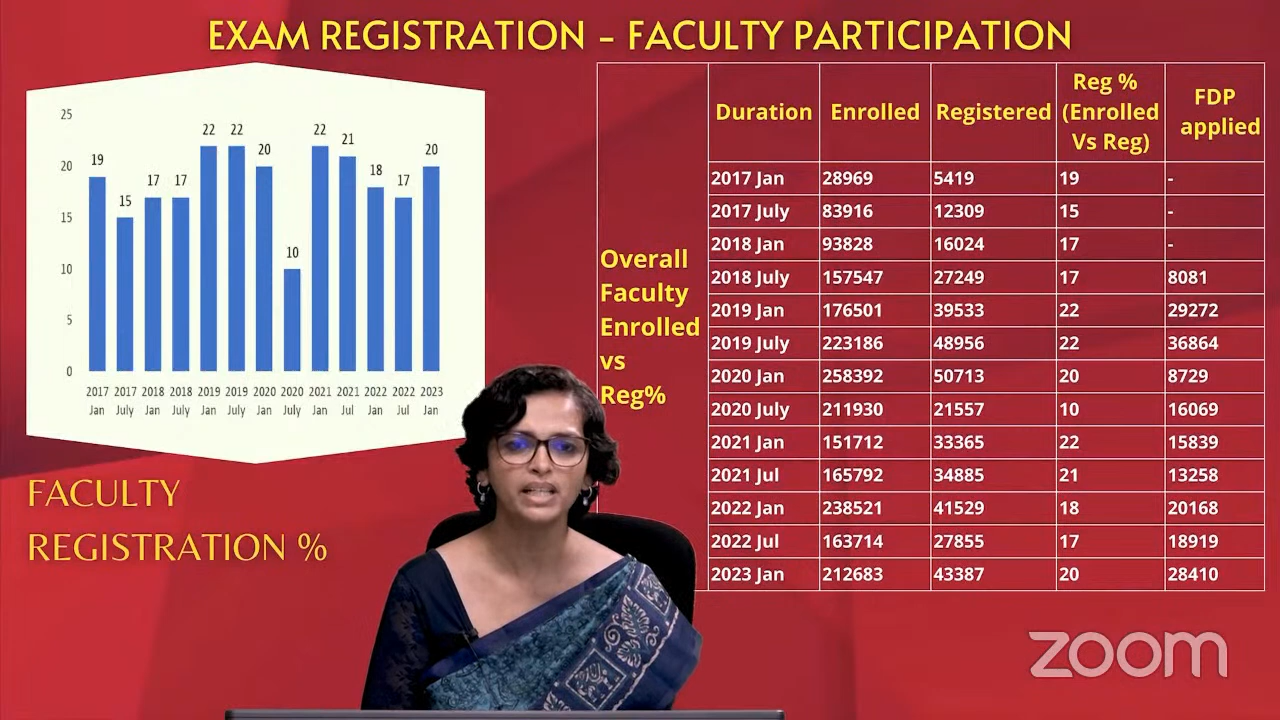 EXAM REGISTRATION - FACULTY PARTICIPATION
25
20
15
10
5
0
19
15
17
17
22
22
20
10
22
21
18
17
20
2017 2017 2018 2018 2019 2019 2020 2020 2021 2021 2022 2022 2023
Jan July Jan July Jan July Jan July Jan Jul Jan Jul Jan
FACULTY
REGISTRATION %
Overall
Faculty
Enrolled
vs
Reg%
Duration Enrolled Registered Reg % (Enrolled Vs Reg) FDP applied
2017 Jan 28969 5419 19 -
2017 July 83916 12309 15 -
2018 Jan 93828 16024 17 -
2018 July 157547 27249 17 8081
2019 Jan 176501 39533 22 29272
2019 July 223186 48956 22 36864
2020 Jan 258392 50713 20 8729
2020 July 211930 21557 10 16069
2021 Jan 151712 33365 22 15839
2021 Jul 165792 34885 21 13258
2022 Jan 238521 41529 18 20168
2022 Jul 163714 27855 17 18919
2023 Jan 212683 43387 20 28410
zoom